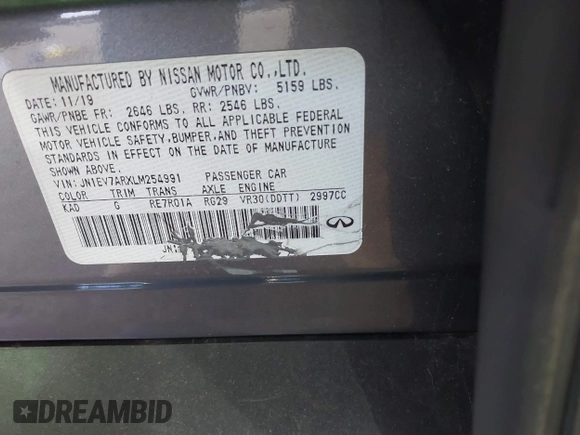 MANUFACTURED BY NISSAN MOTOR CO.,LTD.
DATE: 11/19 GVWR/PNBV: 5159 LBS.
GAWR/PNBE FR: 2646 LBS. RR: 2546 LBS.
THIS VEHICLE CONFORMS TO ALL APPLICABLE FEDERAL
MOTOR VEHICLE SAFETY,BUMPER,AND THEFT PREVENTION
STANDARDS IN EFFECT ON THE DATE OF MANUFACTURE
SHOWN ABOVE.
VIN:JN1EV7ARXLM254991 PASSENGER CAR
COLOR TRIM TRANS AXLE ENGINE
KAD G RE7R01A RG29 VR30(DDTT) 2997CC
JN1
DREAMBID